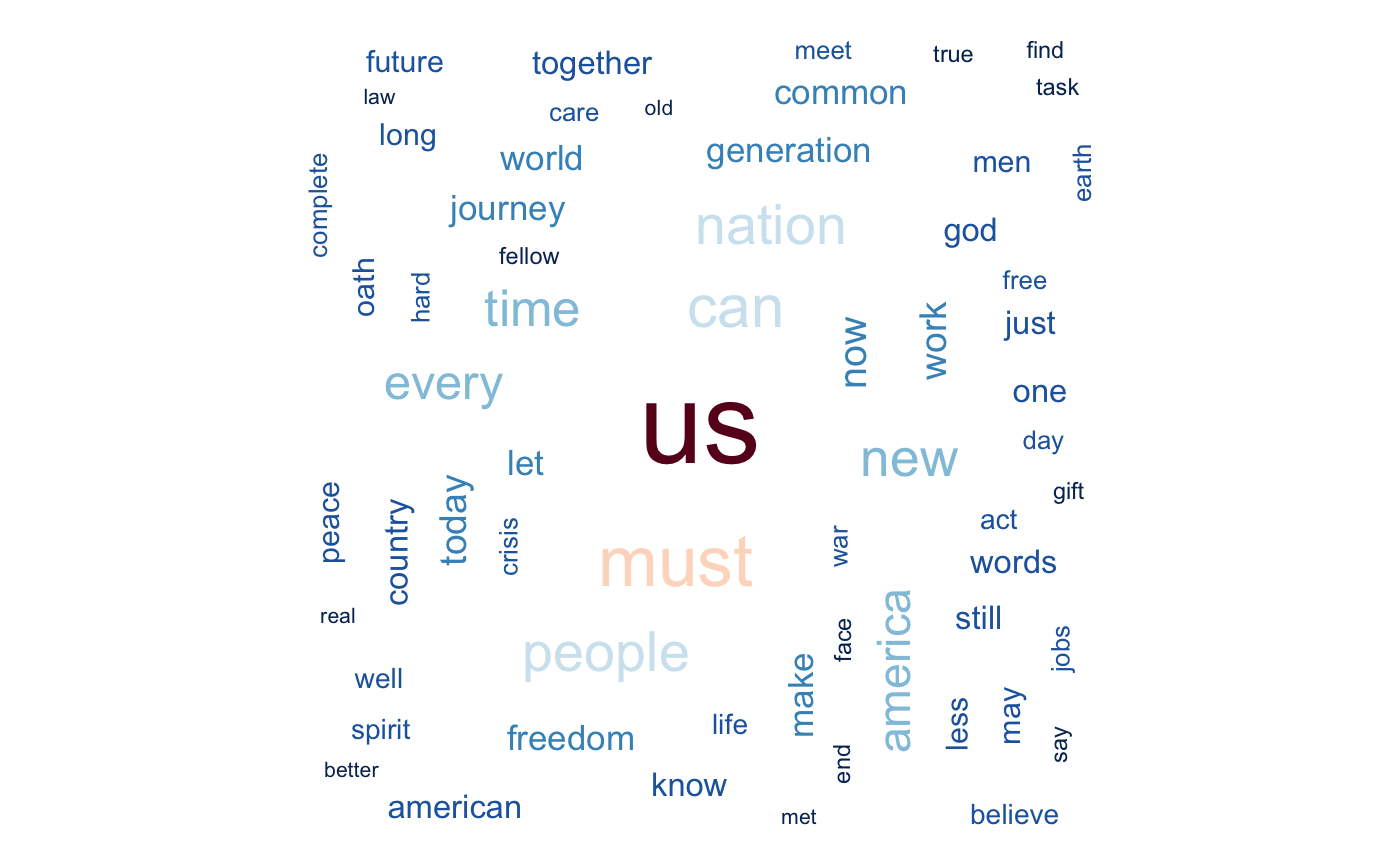 future
together
meet
true
find
law
care
old
common
task
long
world
generation
men
earth
complete
journey
nation
god
fellow
oath
hard
time
can
free
just
now
work
every
us
one
day
let
new
gift
peace
country
today
crisis
must
war
act
words
real
people
face
america
still
jobs
well
make
less
may
say
spirit
freedom
life
end
better
know
american
met
believe